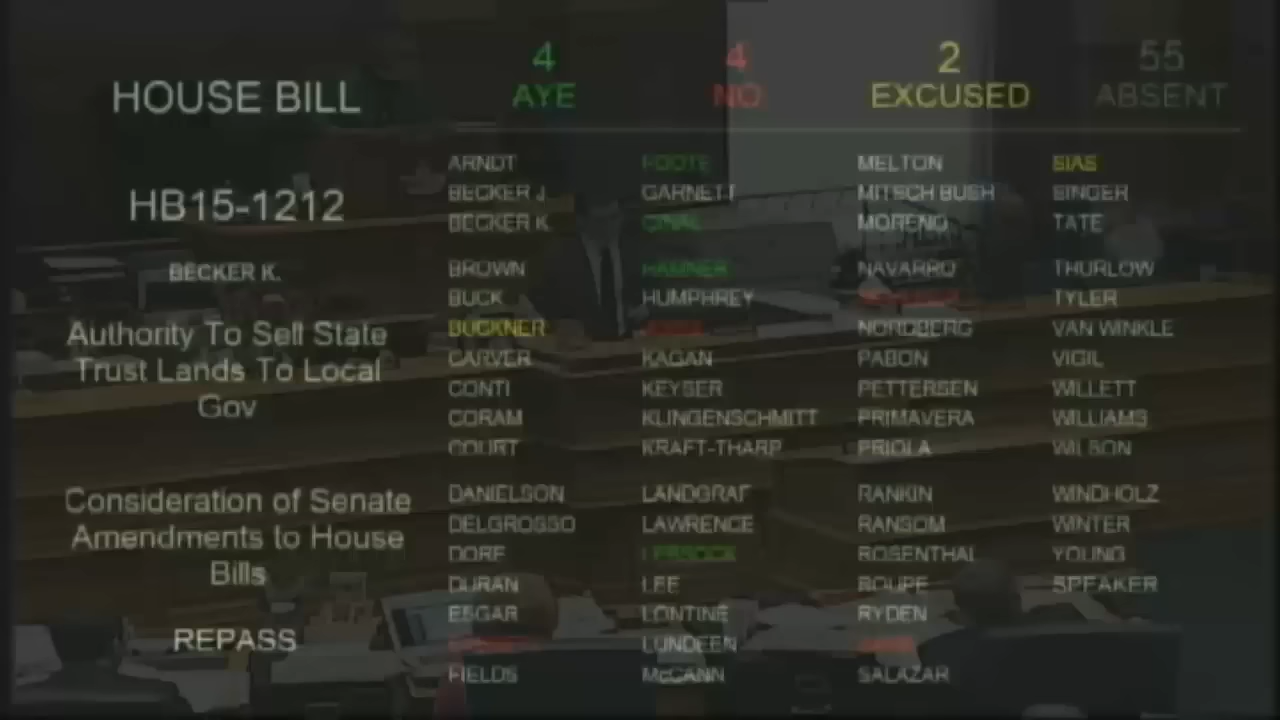 4
AYE
4
NO
2
EXCUSED
55
ABSENT
HOUSE BILL
HB15-1212
BECKER K.
Authority To Sell State
Trust Lands To Local
Gov
Consideration of Senate
Amendments to House
Bills
REPASS
ARNDT
BECKER J.
BECKER K.
BROWN
BUCK
BUCKNER
CARVER
CONTI
CORAM
COURT
DANIELSON
DELGROSSO
DORE
DURAN
ESGAR
FIELDS
FOOTE
GARNETT
GINAL
HAMNER
HUMPHREY
KAGAN
KEYSER
KLINGENSCHMITT
KRAFT-THARP
LANDGRAF
LAWRENCE
LEBSOCK
LEE
LONTINE
LUNDEEN
McCANN
MELTON
MITSCH BUSH
MORENO
NAVARRO
NORDBERG
PABON
PETTERSEN
PRIMAVERA
PRIOLA
RANKIN
RANSOM
ROSENTHAL
ROUPE
RYDEN
SALAZAR
SIAS
SINGER
TATE
THURLOW
TYLER
VAN WINKLE
VIGIL
WILLETT
WILLIAMS
WILSON
WINDHOLZ
WINTER
YOUNG
SPEAKER